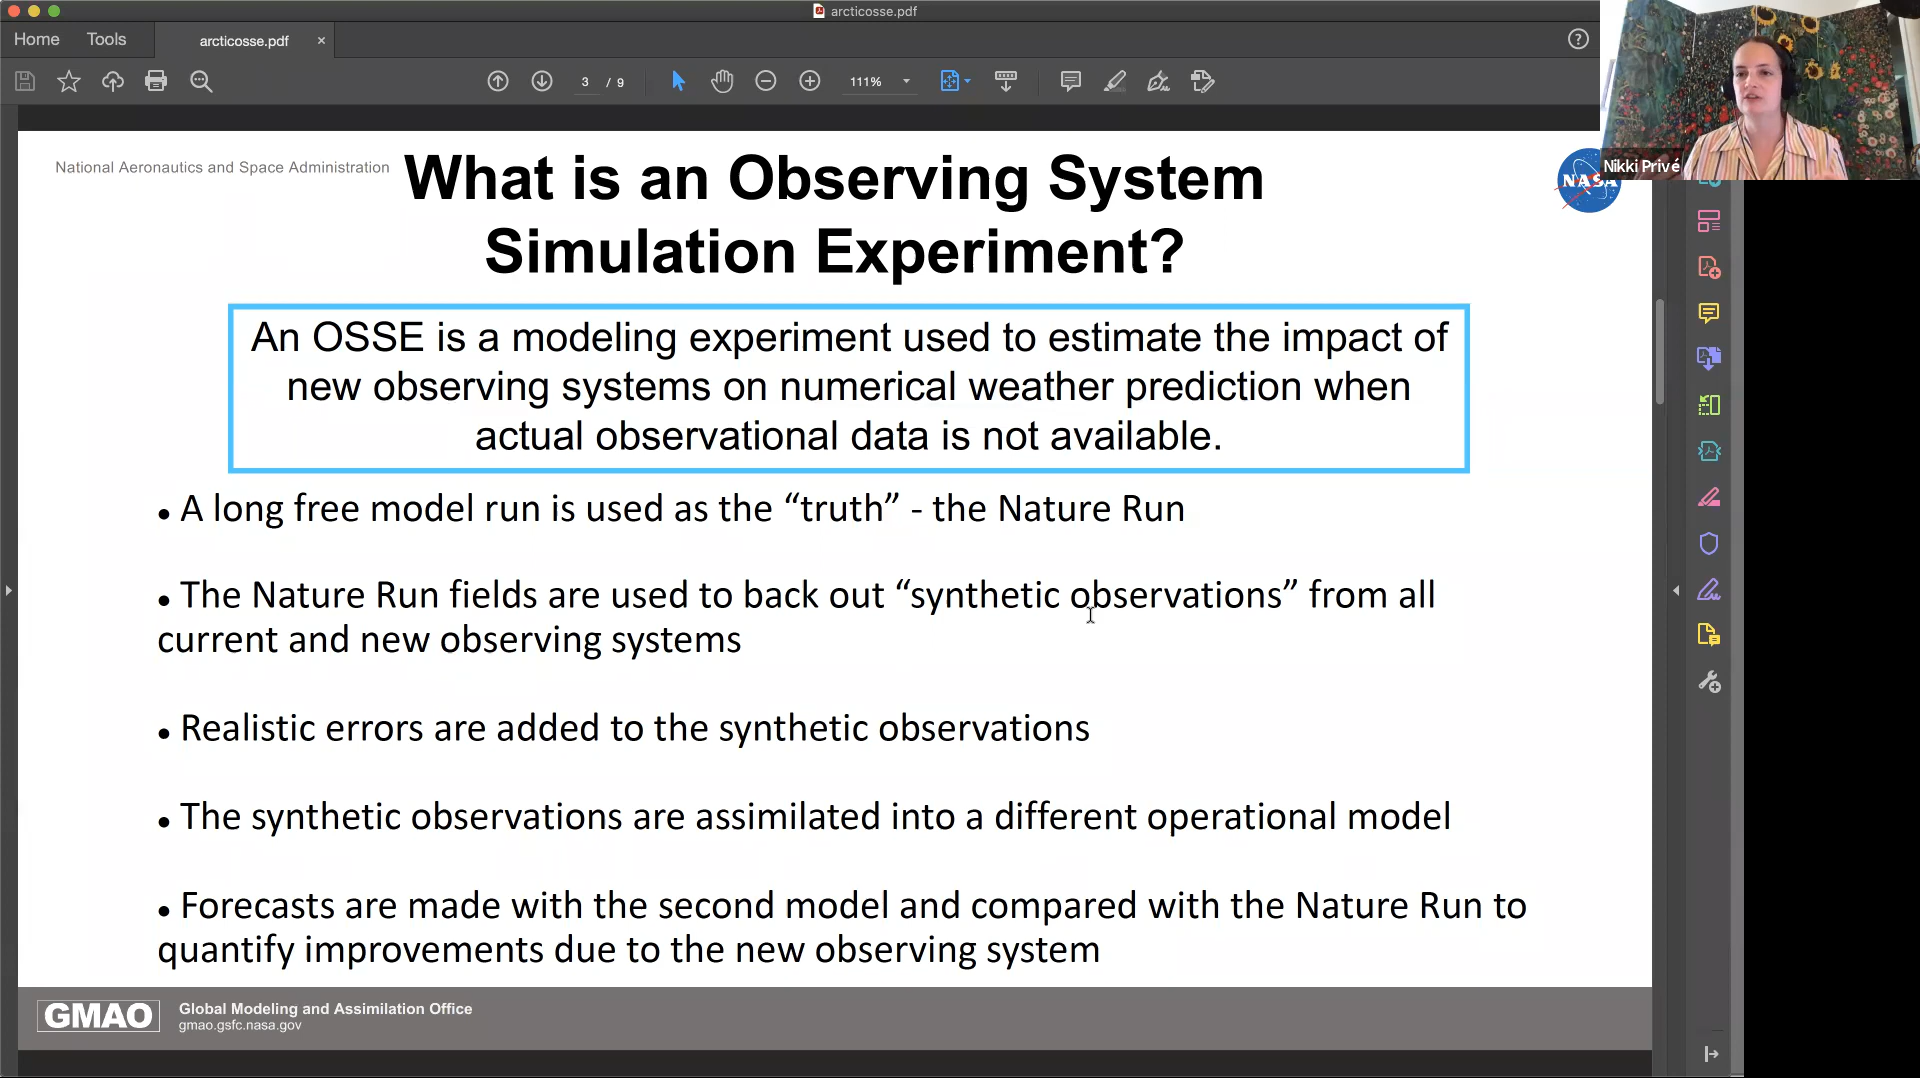 arcticosse.pdf
Home
Tools
arcticosse.pdf
3 / 9
111%
National Aeronautics and Space Administration
What is an Observing System
Simulation Experiment?
NASA
Nikki Privé
An OSSE is a modeling experiment used to estimate the impact of
new observing systems on numerical weather prediction when
actual observational data is not available.
• A long free model run is used as the “truth” - the Nature Run
• The Nature Run fields are used to back out “synthetic observations” from all
current and new observing systems
• Realistic errors are added to the synthetic observations
• The synthetic observations are assimilated into a different operational model
• Forecasts are made with the second model and compared with the Nature Run to
quantify improvements due to the new observing system
GMAO
Global Modeling and Assimilation Office
gmao.gsfc.nasa.gov